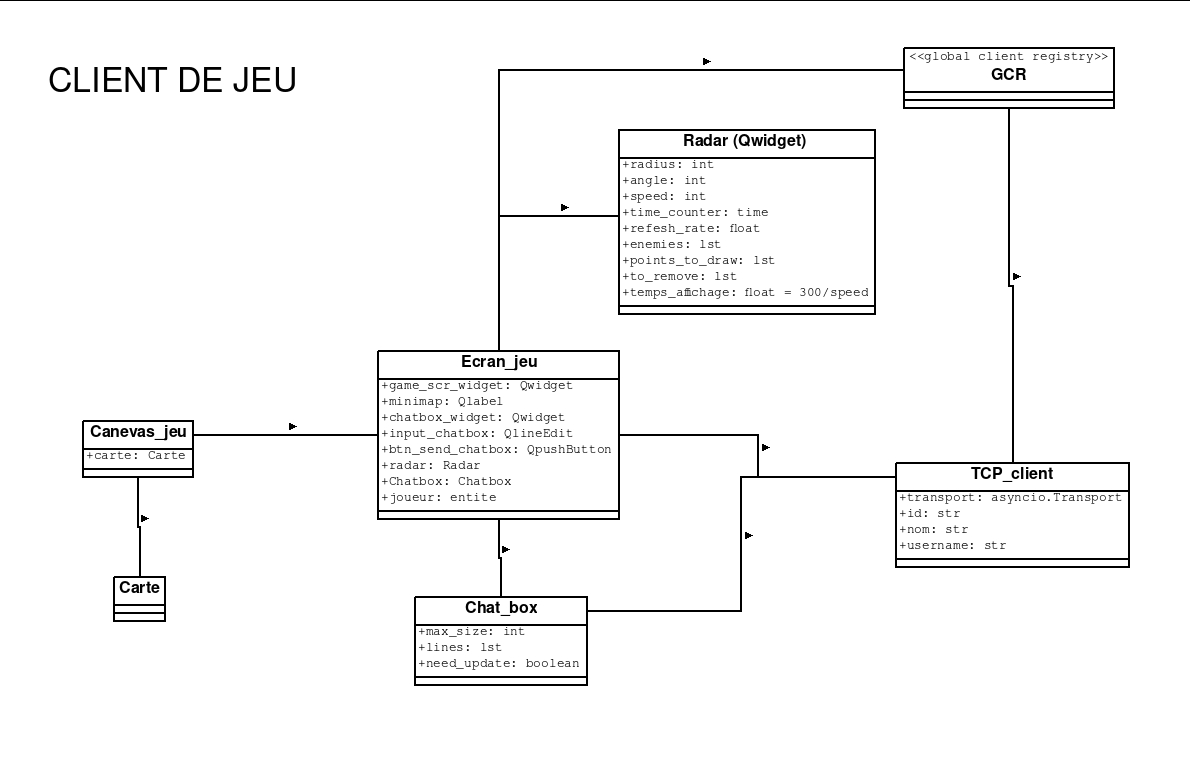 CLIENT DE JEU
<<global client registry>>
GCR
Radar (Qwidget)
+radius: int
+angle: int
+speed: int
+time_counter: time
+refesh_rate: float
+enemies: lst
+points_to_draw: lst
+to_remove: lst
+temps_affichage: float = 300/speed
Ecran_jeu
+game_scr_widget: Qwidget
+minimap: Qlabel
+chatbox_widget: Qwidget
+input_chatbox: QlineEdit
+btn_send_chatbox: QpushButton
+radar: Radar
+Chatbox: Chatbox
+joueur: entite
Canevas_jeu
+carte: Carte
TCP_client
+transport: asyncio.Transport
+id: str
+nom: str
+username: str
Carte
Chat_box
+max_size: int
+lines: lst
+need_update: boolean